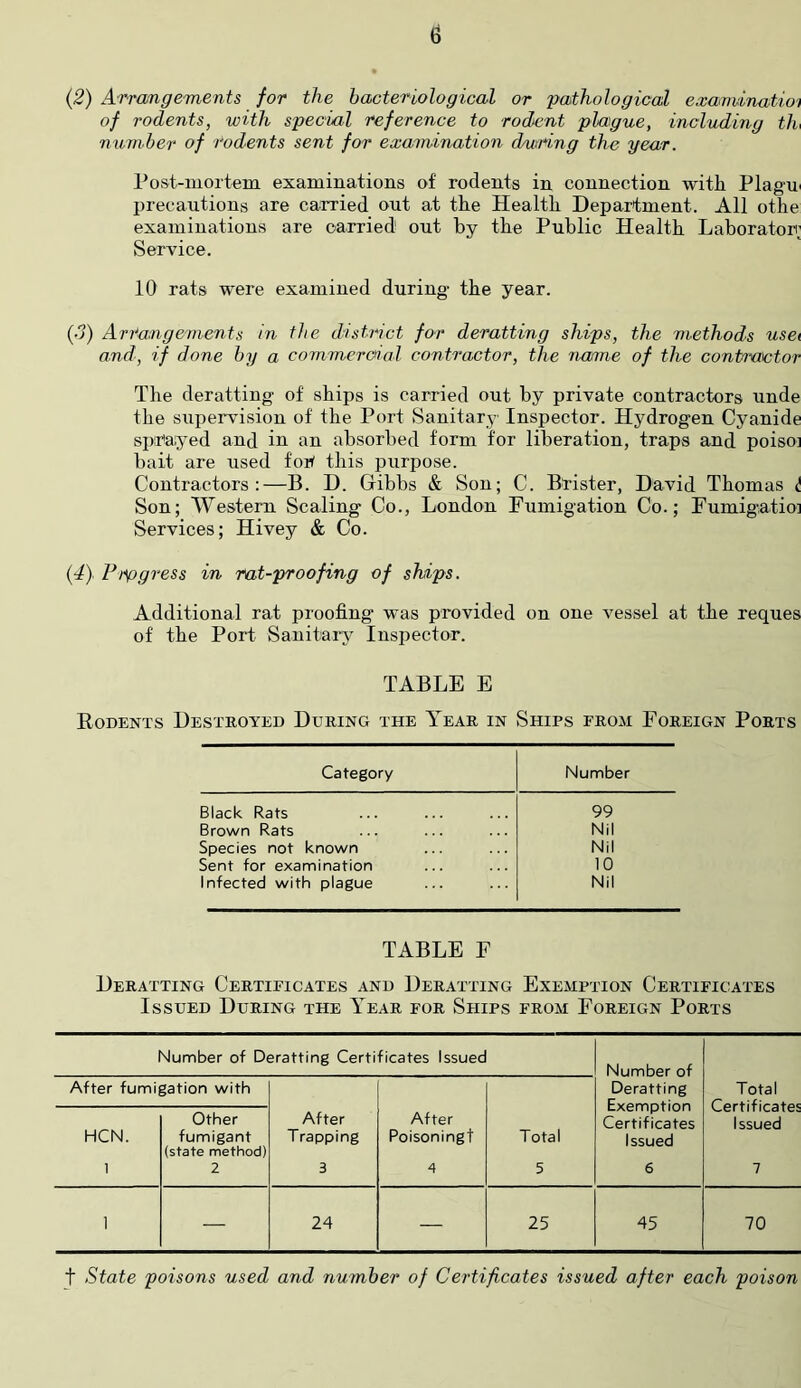 6
(2) Arrangements for the bacteriological or pathological examination
of rodents, with special reference to rodent plague, including
number of rodents sent for examination during the year.
Post-mortem examinations of rodents in connection with
precautions are carried out at the Health Department. All
examinations are carried out by the Public Health
Service.
10 rats were examined during the year.
(3) Arrangements in the district for deratting ships, the methods
and, if done by a commercial contractor, the name of the contractor
The deratting of ships is carried out by private contractors
the supervision of the Port Sanitary Inspector. Hydrogen Cyanide
sprayed and in an absorbed form for liberation, traps and
bait are used for this purpose.
Contractors:—B. D. Gibbs & Son; C. Brister, David Thomas
Son; Western Scaling Co., London Fumigation Co.;
Services; Hivey & Co.
(4) Progress in rat-proofing of ships.
Additional rat proofing was provided on one vessel at the
of the Port Sanitary Inspector.
TABLE E
Rodents Destroyed During the Year in Ships from Foreign Ports
Category Number
Black Rats ... ... ... 99
Brown Rats ... ... ... Nil
Species not known ... ... Nil
Sent for examination ... ... 10
Infected with plague ... ... Nil
TABLE F
Deratting Certificates and Deratting Exemption Certificates
Issued During the Year for Ships from Foreign Ports
Number of Deratting Certificates Issued
After fumigation with
HCN.
1
Other
fumigant
(state method)
2
After
Trapping
3
After
Poisoning†
4
Total
5
Number of
Deratting
Exemption
Certificates
Issued
6
Total
Certificates
Issued
7
1 — 24 — 25 45 70
† State poisons used and number of Certificates issued after each poison